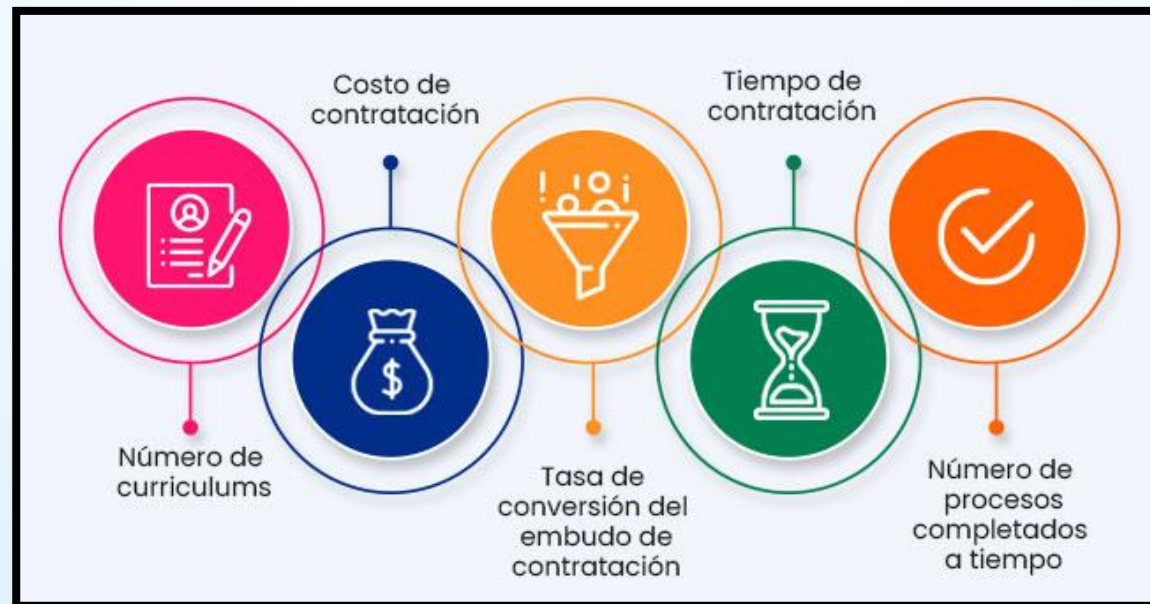 Número de
curriculums
Costo de
contratación
Tasa de
conversión del
embudo de
contratación
Tiempo de
contratación
Número de
procesos
completados
a tiempo